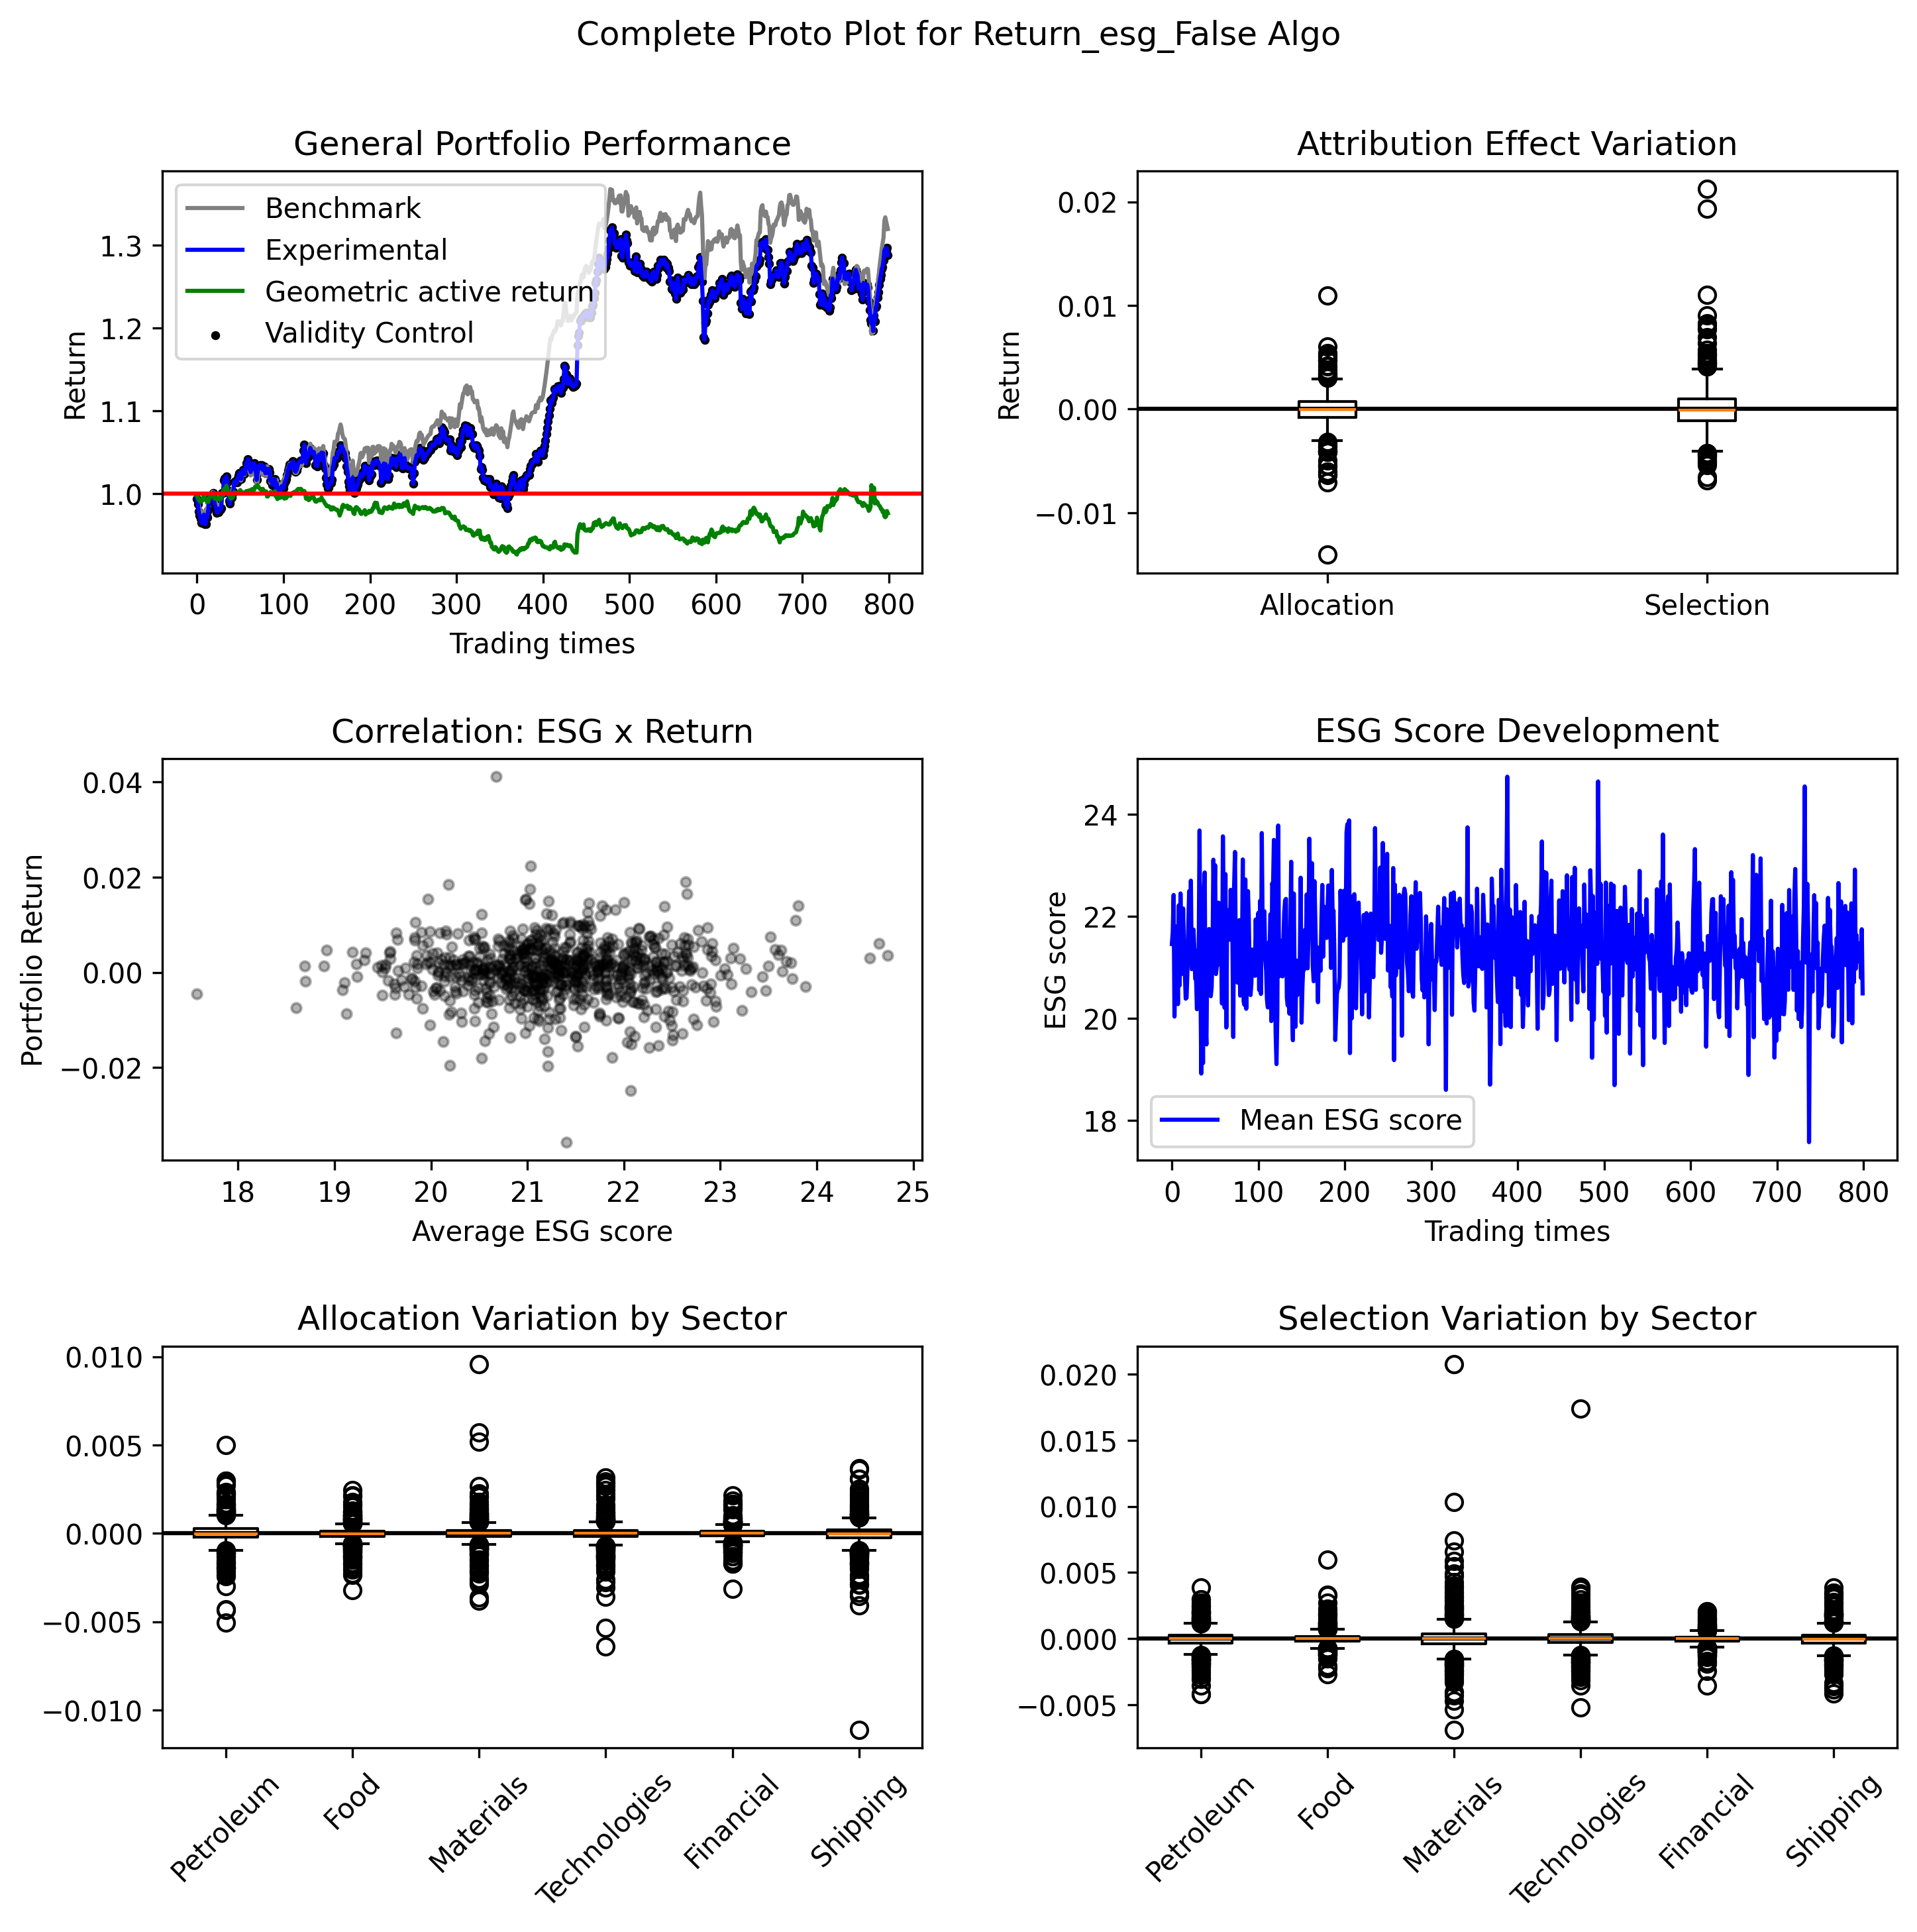 Complete Proto Plot for Return_esg_False Algo
General Portfolio Performance
Benchmark
Experimental
Geometric active return
Validity Control
Return
1.3
1.2
1.1
1.0
0 100 200 300 400 500 600 700 800
Trading times
Attribution Effect Variation
Return
0.02
0.01
0.00
−0.01
Allocation Selection
Correlation: ESG x Return
Portfolio Return
0.04
0.02
0.00
−0.02
18 19 20 21 22 23 24 25
Average ESG score
ESG Score Development
ESG score
24
22
20
18
Mean ESG score
0 100 200 300 400 500 600 700 800
Trading times
Allocation Variation by Sector
0.010
0.005
0.000
−0.005
−0.010
Petroleum Food Materials Technologies Financial Shipping
Selection Variation by Sector
0.020
0.015
0.010
0.005
0.000
−0.005
Petroleum Food Materials Technologies Financial Shipping